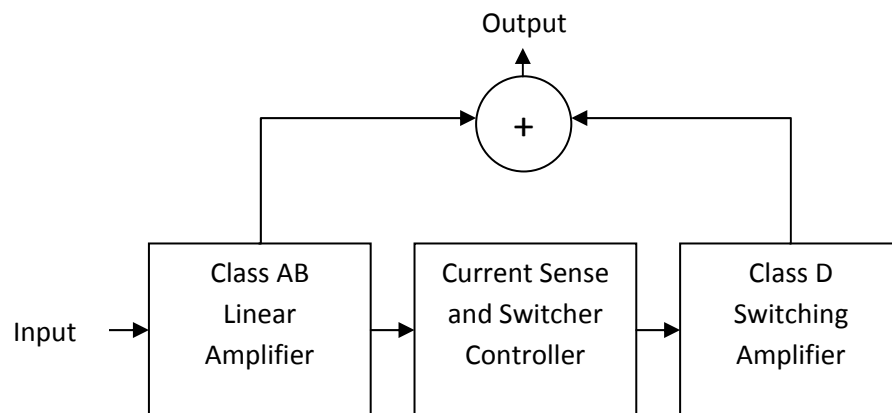 Output
+
Class AB
Linear
Amplifier
Current Sense
and Switcher
Controller
Class D
Switching
Amplifier
Input